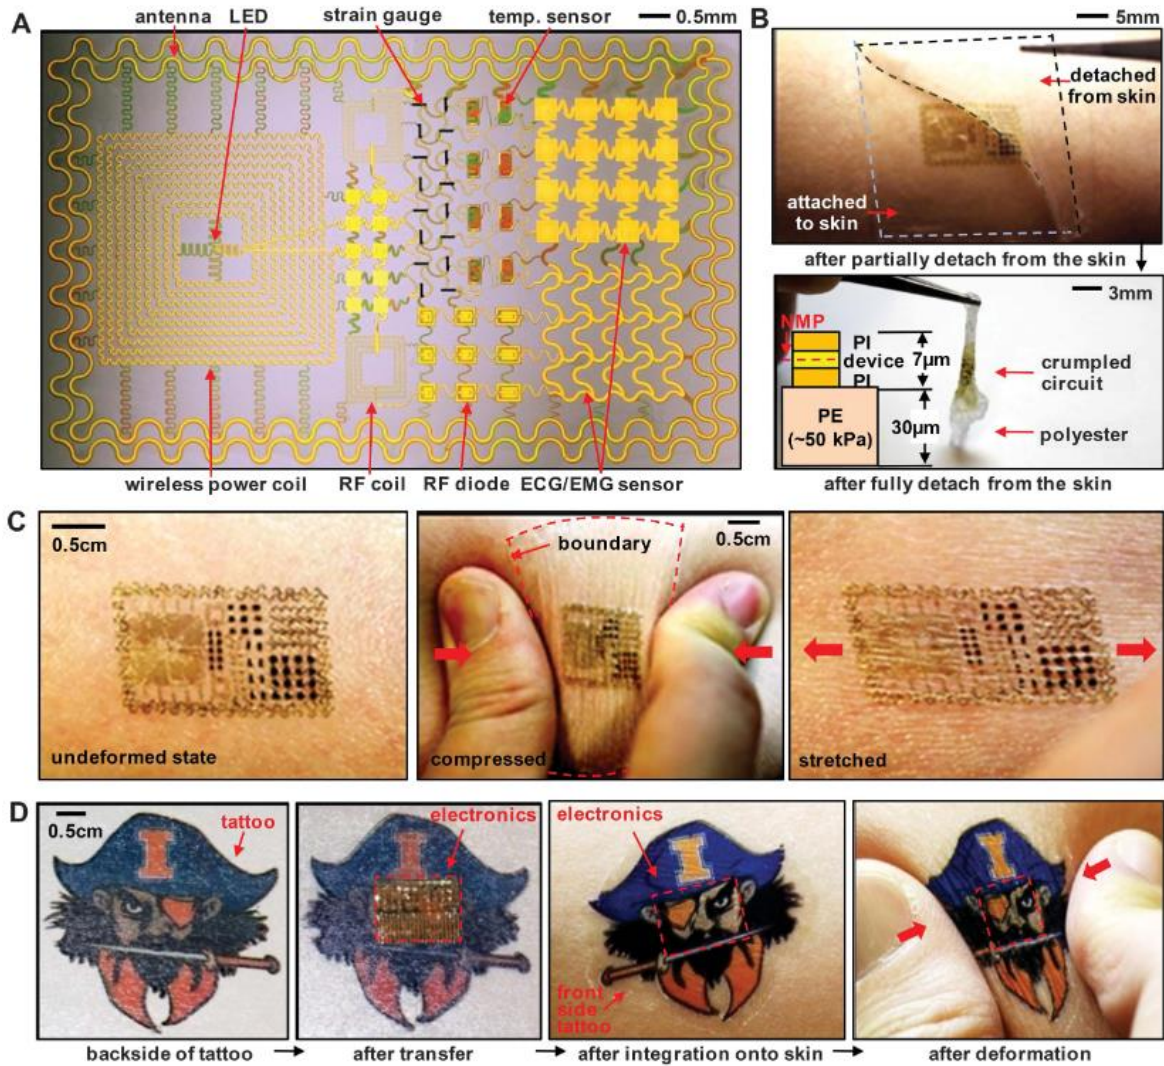 A
antenna
LED
strain gauge
temp. sensor
0.5mm
wireless power coil
RF coil
RF diode
ECG/EMG sensor
B
5mm
detached
from skin
attached
to skin
after partially detach from the skin
3mm
NMP
PI
device
PI
7µm
PE
(~50 kPa)
30µm
crumpled
circuit
polyester
after fully detach from the skin
C
0.5cm
undeformed state
boundary
0.5cm
compressed
stretched
D
0.5cm
tattoo
I
backside of tattoo
electronics
I
after transfer
electronics
I
front
side
tattoo
after integration onto skin
I
after deformation